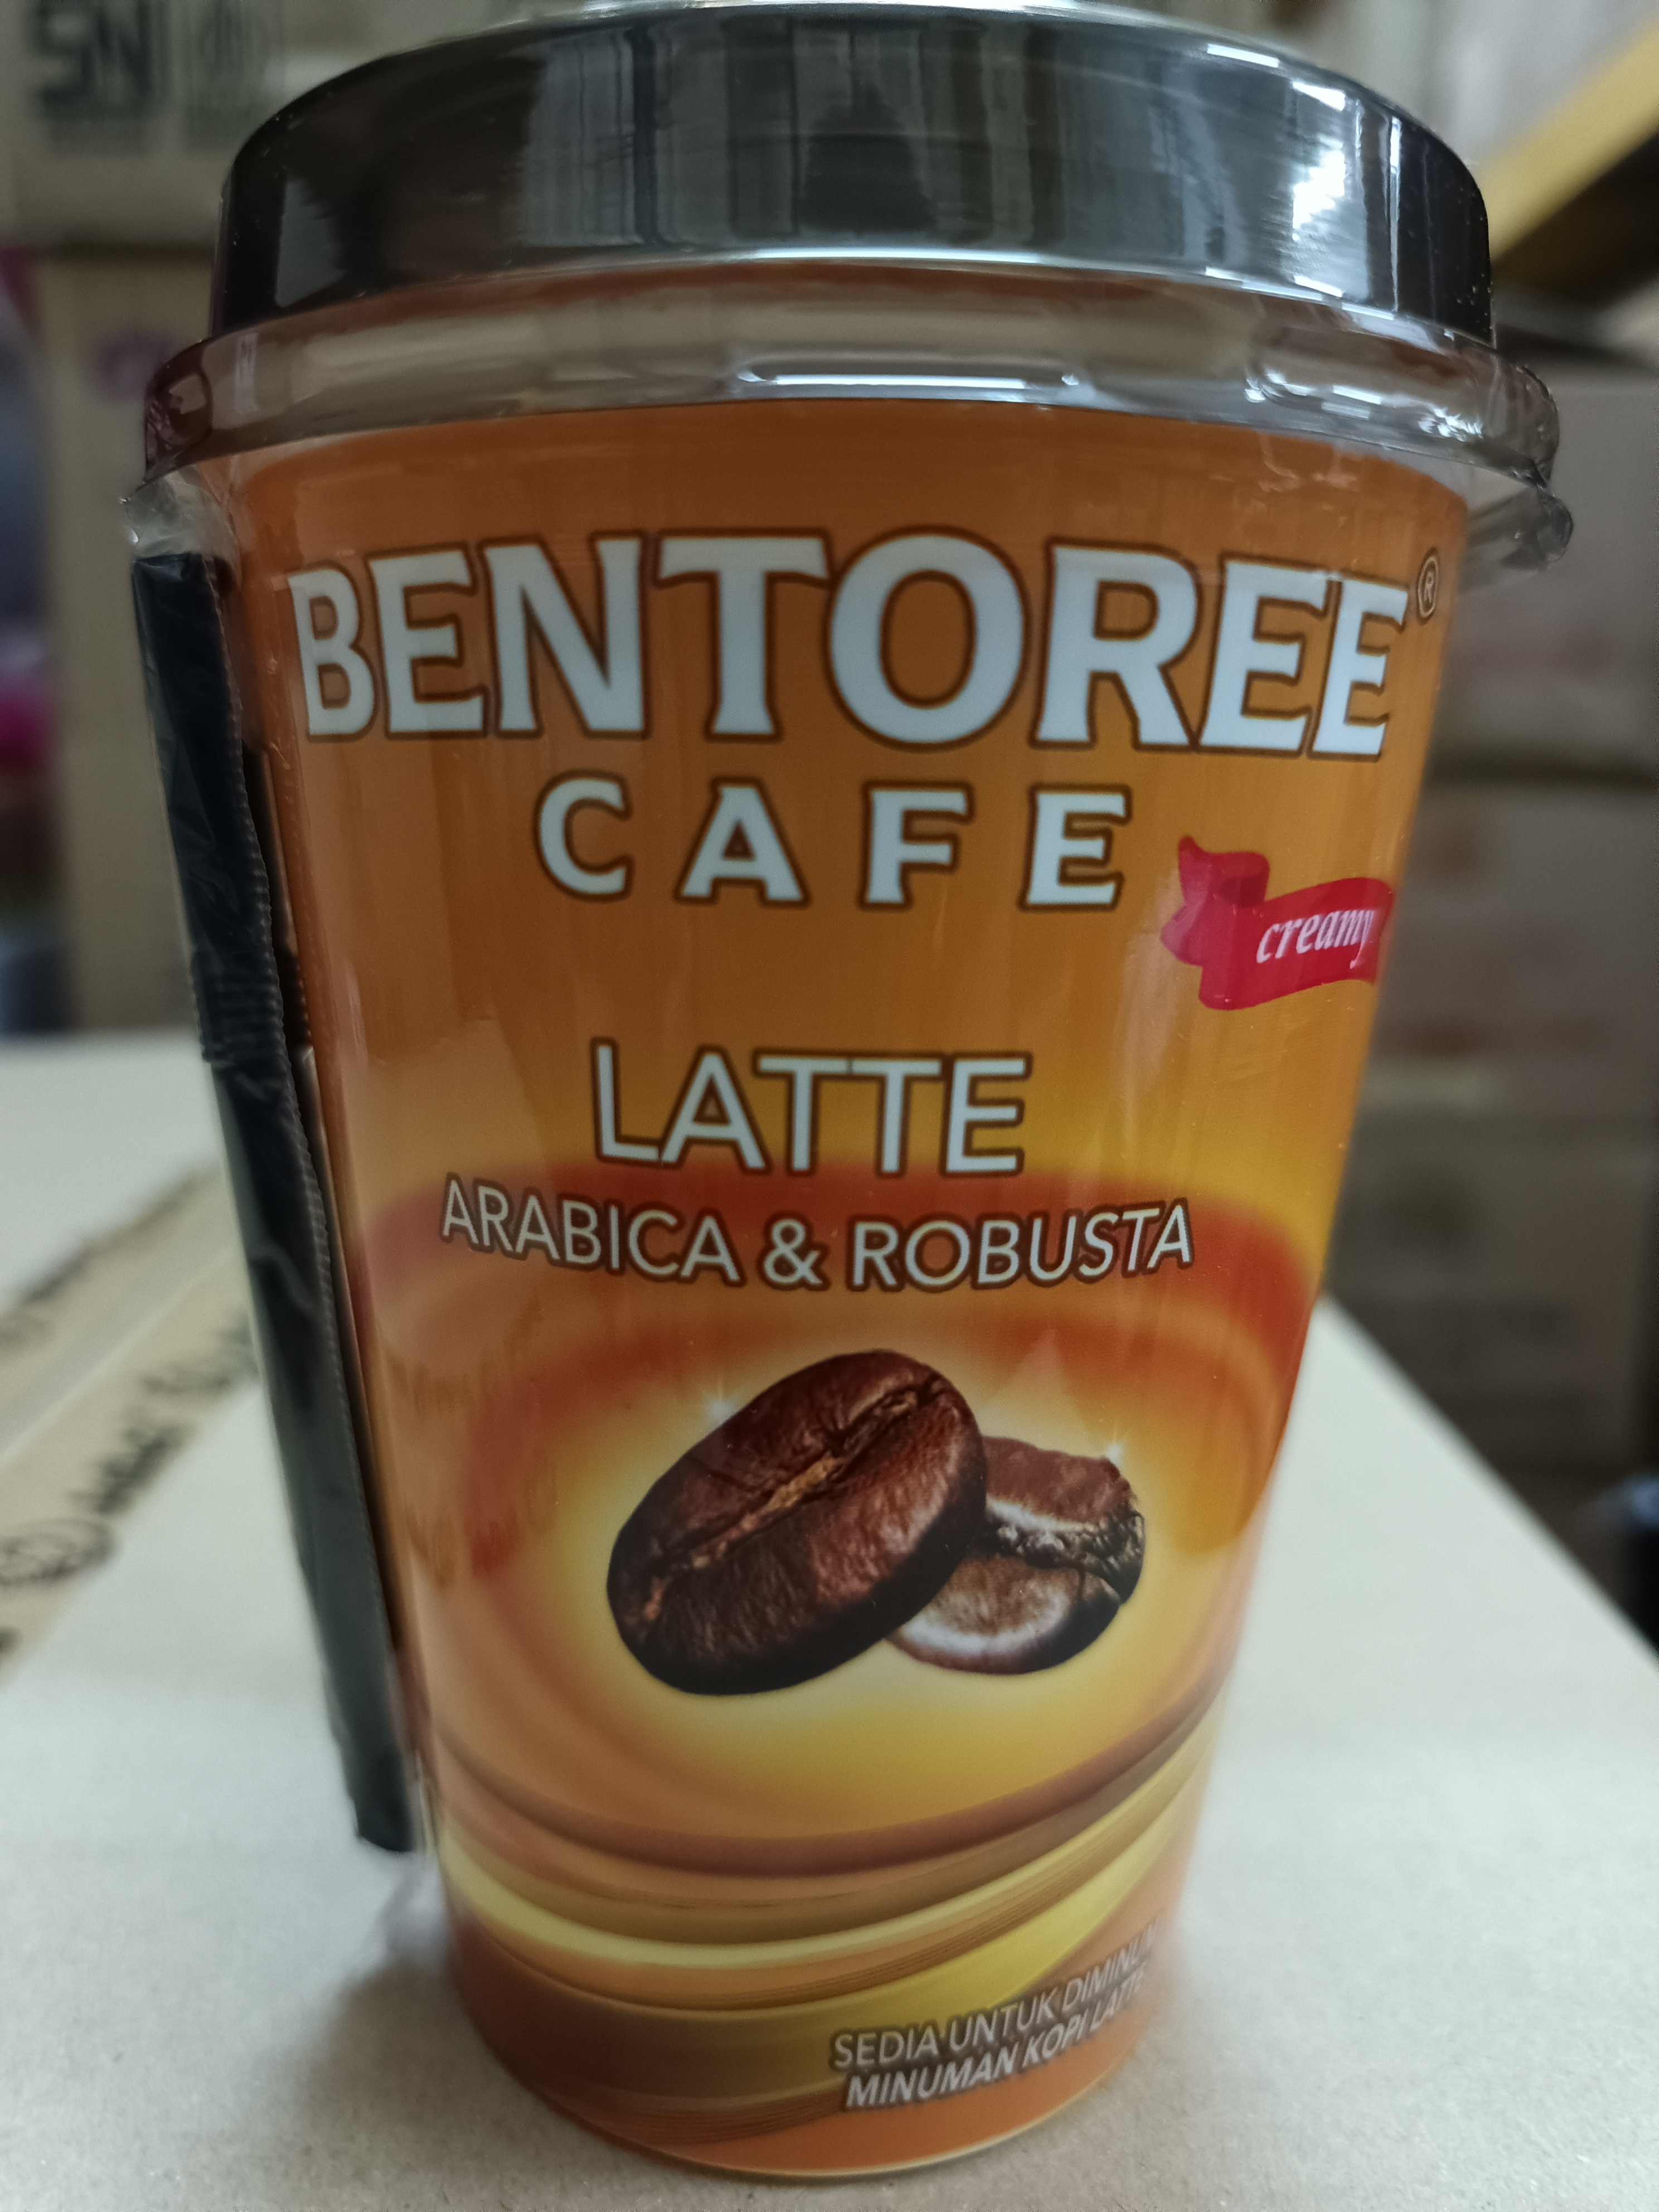 BENTOREE®
CAFE
creamy
LATTE
ARABICA & ROBUSTA
SEDIA UNTUK DIMINUM
MINUMAN KOPI LATTE